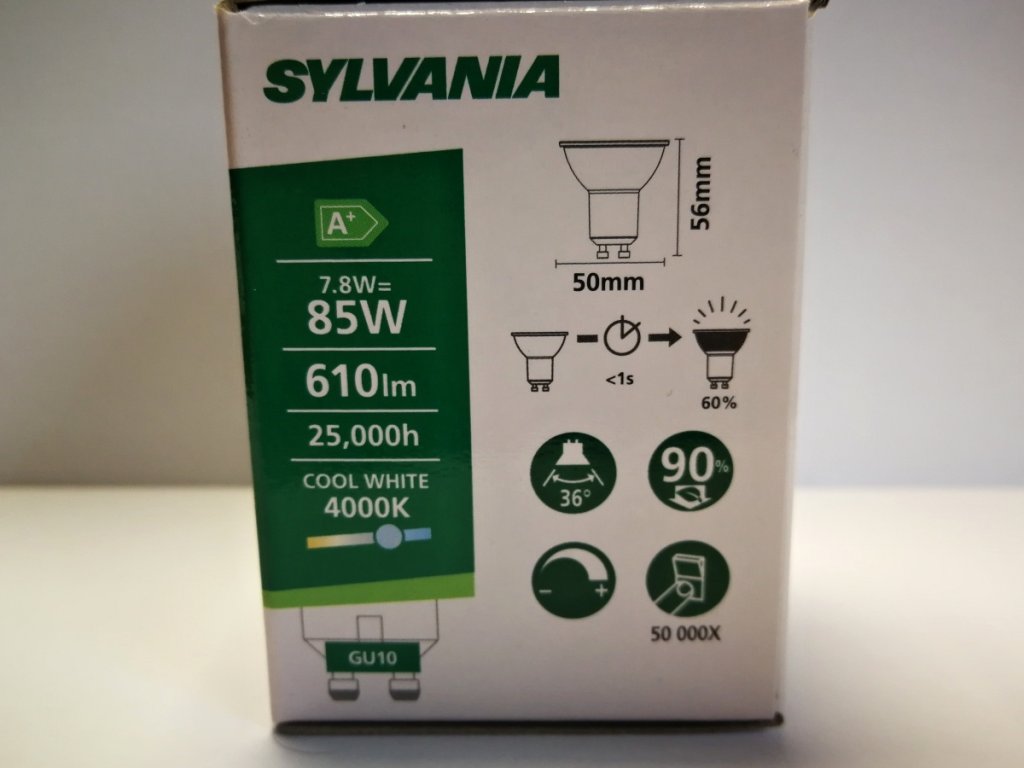 SYLVANIA
A+
7.8W=
85W
610lm
25,000h
COOL WHITE
4000K
GU10
56mm
50mm
<1s
60%
36°
90%
- +
50 000X